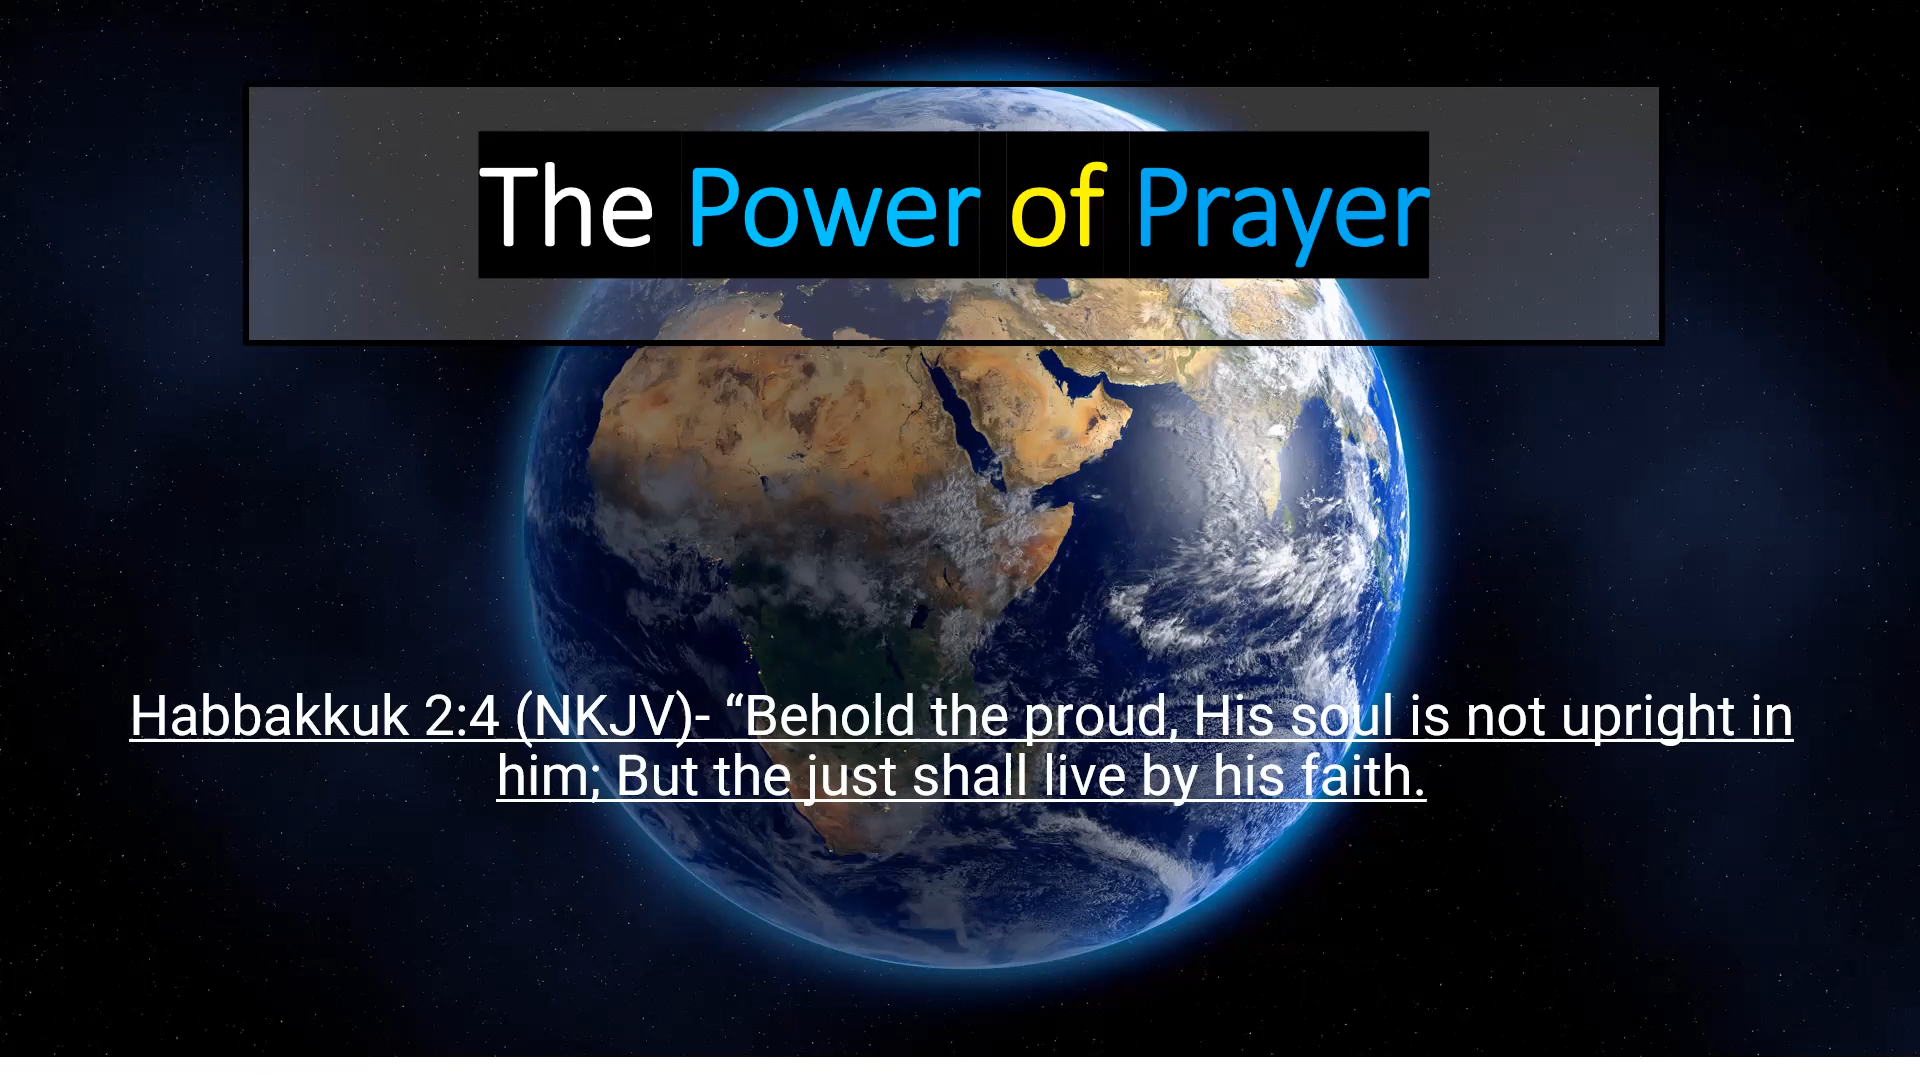 The Power of Prayer
Habbakkuk 2:4 (NKJV)- “Behold the proud, His soul is not upright in
him; But the just shall live by his faith.